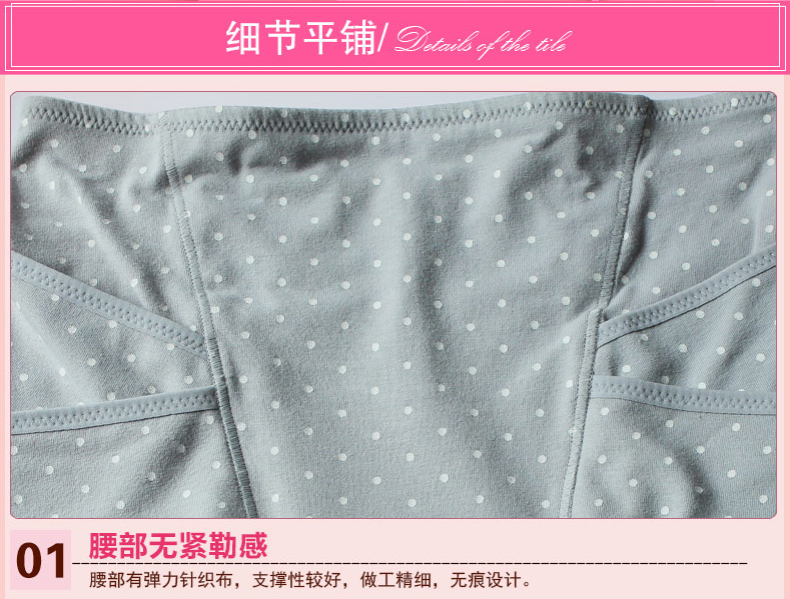 细节平铺/ Details of the tile
01
腰部无紧勒感
腰部有弹力针织布，支撑性较好，做工精细，无痕设计。